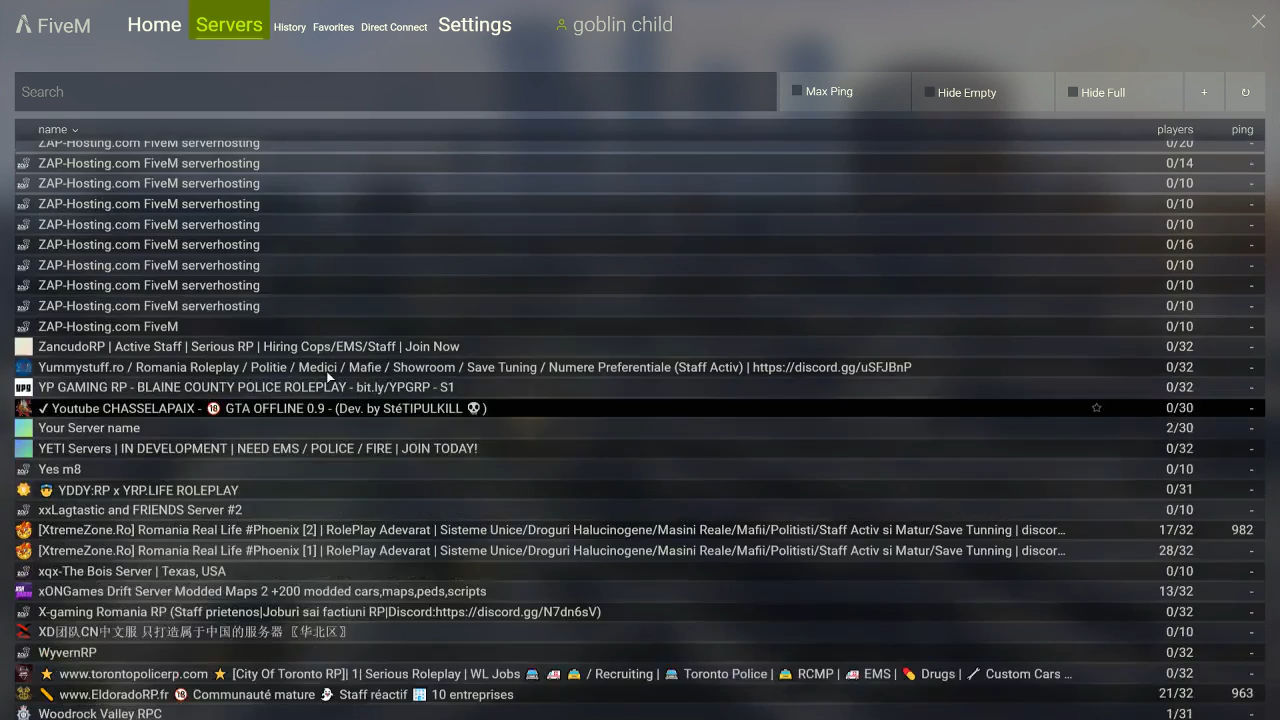 FiveM Home Servers History Favorites Direct Connect Settings goblin child
Search Max Ping Hide Empty Hide Full + ↻
name players ping
ZAP-Hosting.com FiveM serverhosting 0/20 -
ZAP-Hosting.com FiveM serverhosting 0/14 -
ZAP-Hosting.com FiveM serverhosting 0/10 -
ZAP-Hosting.com FiveM serverhosting 0/10 -
ZAP-Hosting.com FiveM serverhosting 0/10 -
ZAP-Hosting.com FiveM serverhosting 0/16 -
ZAP-Hosting.com FiveM serverhosting 0/10 -
ZAP-Hosting.com FiveM serverhosting 0/10 -
ZAP-Hosting.com FiveM serverhosting 0/10 -
ZAP-Hosting.com FiveM 0/10 -
ZancudoRP | Active Staff | Serious RP | Hiring Cops/EMS/Staff | Join Now 0/32 -
Yummystuff.ro / Romania Roleplay / Politie / Medici / Mafie / Showroom / Save Tuning / Numere Preferentiale (Staff Activ) | https://discord.gg/uSFJBnP 0/32 -
YP GAMING RP - BLAINE COUNTY POLICE ROLEPLAY - bit.ly/YPGRP - S1 0/32 -
✓ Youtube CHASSELAPAIX - 🔞 GTA OFFLINE 0.9 - (Dev. by StéTIPULKILL 💀 ) 0/30 -
Your Server name 2/30 -
YETI Servers | IN DEVELOPMENT | NEED EMS / POLICE / FIRE | JOIN TODAY! 0/32 -
Yes m8 0/10 -
👮 YDDY:RP x YRP.LIFE ROLEPLAY 0/31 -
xxLagtastic and FRIENDS Server #2 0/10 -
[XtremeZone.Ro] Romania Real Life #Phoenix [2] | RolePlay Adevarat | Sisteme Unice/Droguri Halucinogene/Masini Reale/Mafii/Politisti/Staff Activ si Matur/Save Tunning | discor... 17/32 982
[XtremeZone.Ro] Romania Real Life #Phoenix [1] | RolePlay Adevarat | Sisteme Unice/Droguri Halucinogene/Masini Reale/Mafii/Politisti/Staff Activ si Matur/Save Tunning | discor... 28/32 -
xqx-The Bois Server | Texas, USA 0/10 -
xONGames Drift Server Modded Maps 2 +200 modded cars,maps,peds,scripts 13/32 -
X-gaming Romania RP (Staff prietenos|Joburi sai factiuni RP|Discord:https://discord.gg/N7dn6sV) 0/32 -
XD团队CN中文服 只打造属于中国的服务器 〖华北区〗 0/10 -
WyvernRP 0/32 -
⭐ www.torontopolicerp.com ⭐ [City Of Toronto RP]| 1| Serious Roleplay | WL Jobs 🚔 🚑 🚖 / Recruiting | 🚔 Toronto Police | 🚖 RCMP | 🚑 EMS | 💊 Drugs | 🔧 Custom Cars ... 0/32 -
www.EldoradoRP.fr 🔞 Communauté mature 👻 Staff réactif 🏢 10 entreprises 21/32 963
Woodrock Valley RPC 1/31 -